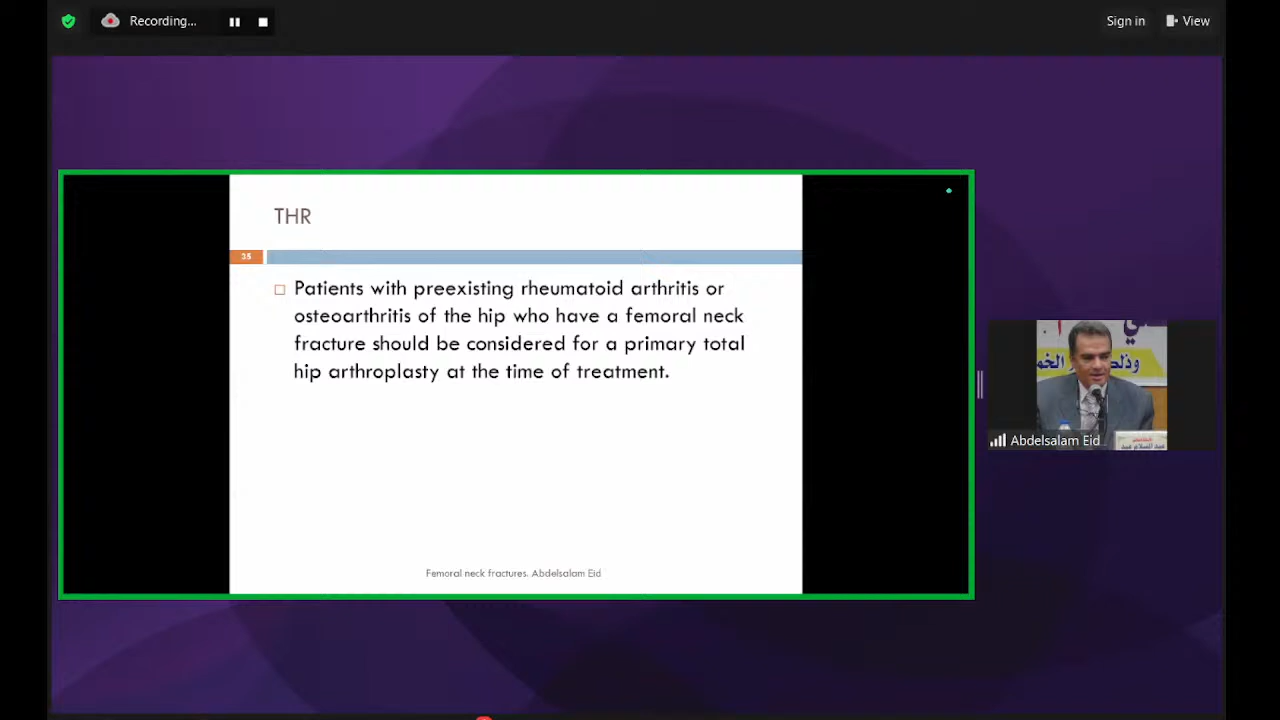 Recording...
Sign in
View
THR
25
Patients with preexisting rheumatoid arthritis or
osteoarthritis of the hip who have a femoral neck
fracture should be considered for a primary total
hip arthroplasty at the time of treatment.
Femoral neck fractures. Abdelsalam Eid
Abdelsalam Eid